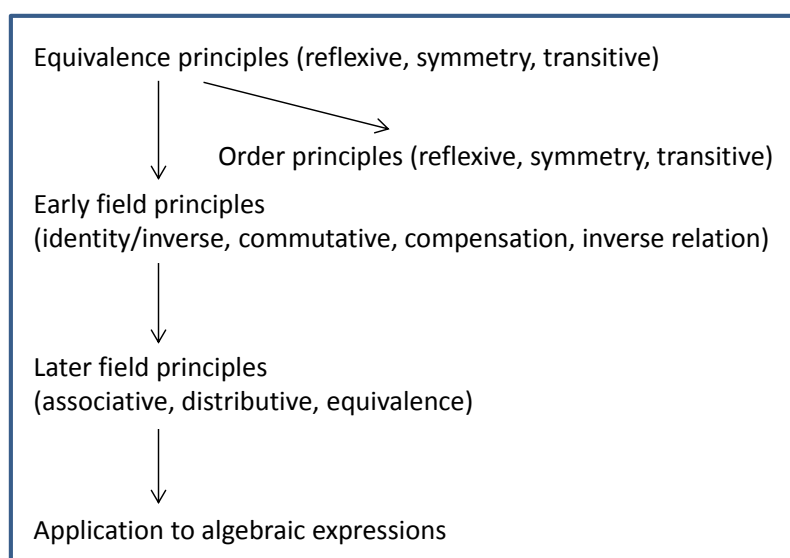 Equivalence principles (reflexive, symmetry, transitive)
Order principles (reflexive, symmetry, transitive)
Early field principles
(identity/inverse, commutative, compensation, inverse relation)
Later field principles
(associative, distributive, equivalence)
Application to algebraic expressions